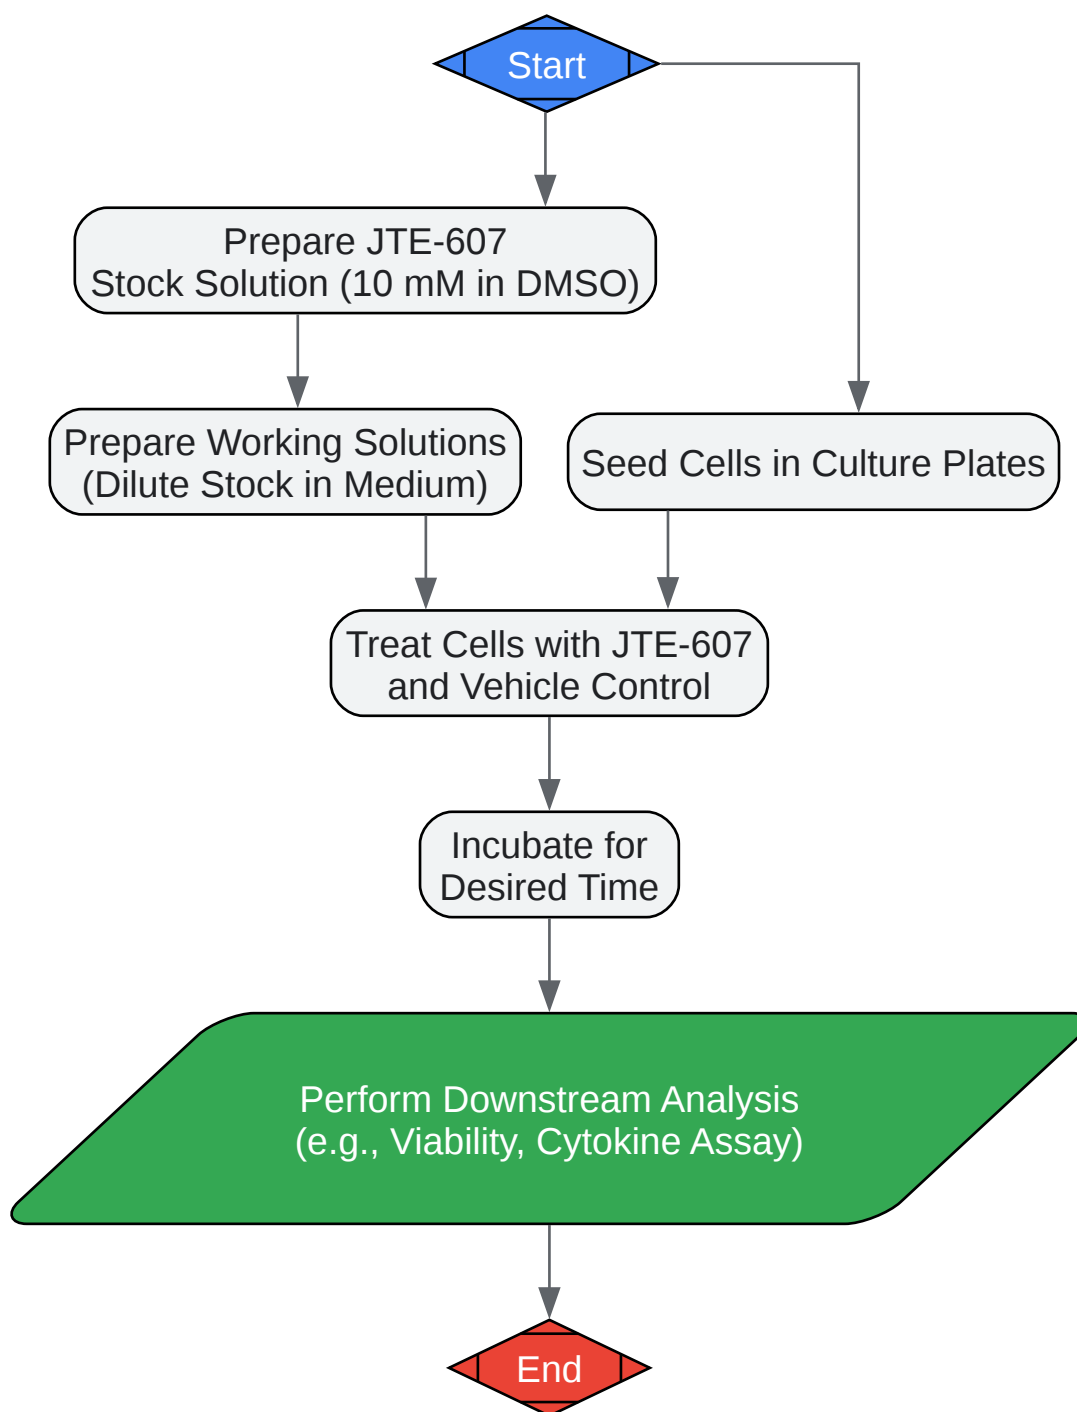 Start
Prepare JTE-607
Stock Solution (10 mM in DMSO)
Prepare Working Solutions
(Dilute Stock in Medium)
Seed Cells in Culture Plates
Treat Cells with JTE-607
and Vehicle Control
Incubate for
Desired Time
Perform Downstream Analysis
(e.g., Viability, Cytokine Assay)
End